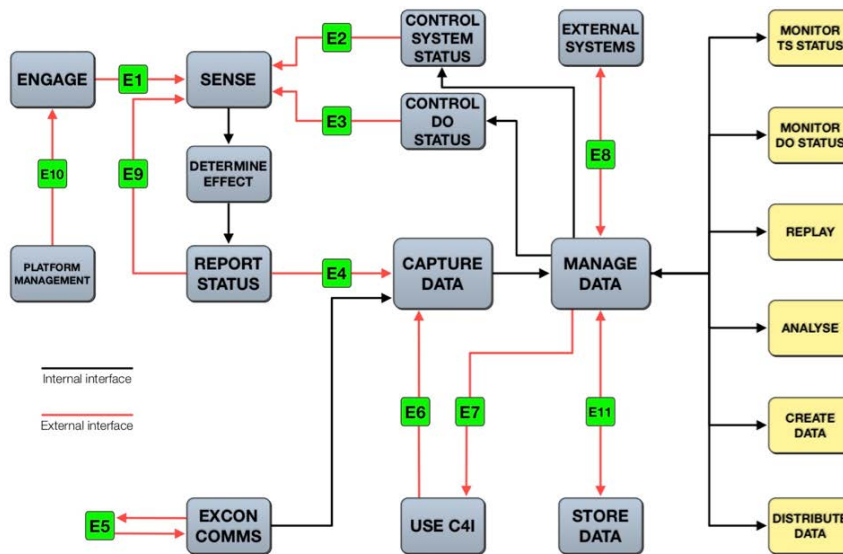 CONTROL
SYSTEM
STATUS
EXTERNAL
SYSTEMS
MONITOR
TS STATUS
ENGAGE
E1
SENSE
E2
E3
CONTROL
DO STATUS
MONITOR
DO STATUS
E10
E9
DETERMINE
EFFECT
E8
REPLAY
PLATFORM
MANAGEMENT
REPORT
STATUS
E4
CAPTURE
DATA
MANAGE
DATA
ANALYSE
Internal interface
External interface
E6
E7
E11
CREATE
DATA
E5
EXCON
COMMS
USE C4I
STORE
DATA
DISTRIBUTE
DATA